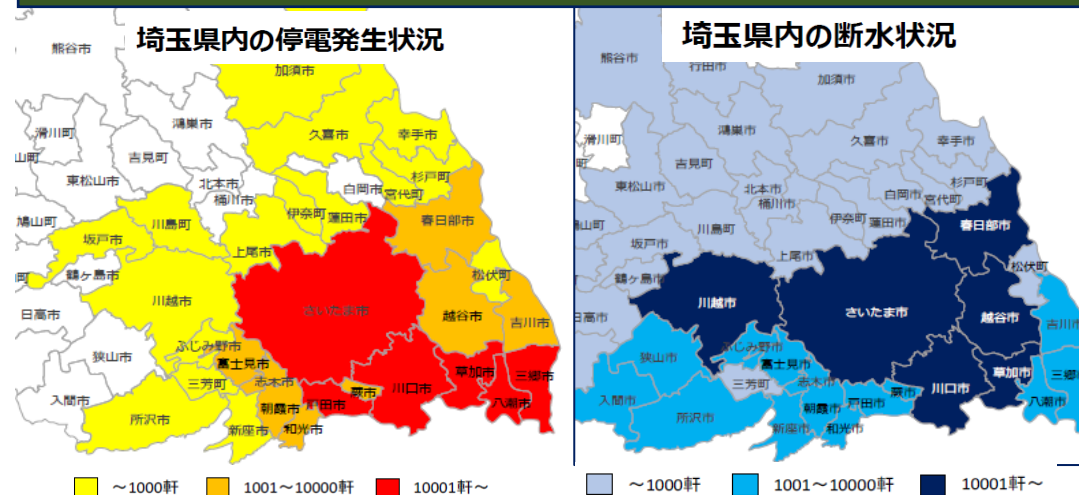 埼玉県内の停電発生状況
熊谷市
加須市
鴻巣市
久喜市
幸手市
滑川町
吉見町
山町
東松山市
北本市
桶川市
白岡市
杉戸町
宮代町
伊奈町
蓮田市
春日部市
鳩山町
川島町
坂戸市
上尾市
鶴ヶ島市
松伏町
町
川越市
さいたま市
越谷市
吉川市
日高市
ふじみ野市
狭山市
富士見市
三芳町
志木市
草加市
三郷市
入間市
蕨市
川口市
所沢市
朝霞市
戸田市
八潮市
新座市
和光市
～1000軒
1001～10000軒
10001軒～
埼玉県内の断水状況
熊谷市
行田市
加須市
鴻巣市
久喜市
幸手市
滑川町
町
吉見町
東松山市
北本市
桶川市
白岡市
杉戸町
宮代町
伊奈町
蓮田市
春日部市
山町
川島町
坂戸市
上尾市
松伏町
鶴ヶ島市
川越市
さいたま市
越谷市
吉川市
日高市
ふじみ野市
狭山市
富士見市
三芳町
志木市
草加市
三郷
入間市
蕨市
川口市
所沢市
朝霞市
戸田市
八潮市
新座市
和光市
～1000軒
1001～10000軒
10001軒～